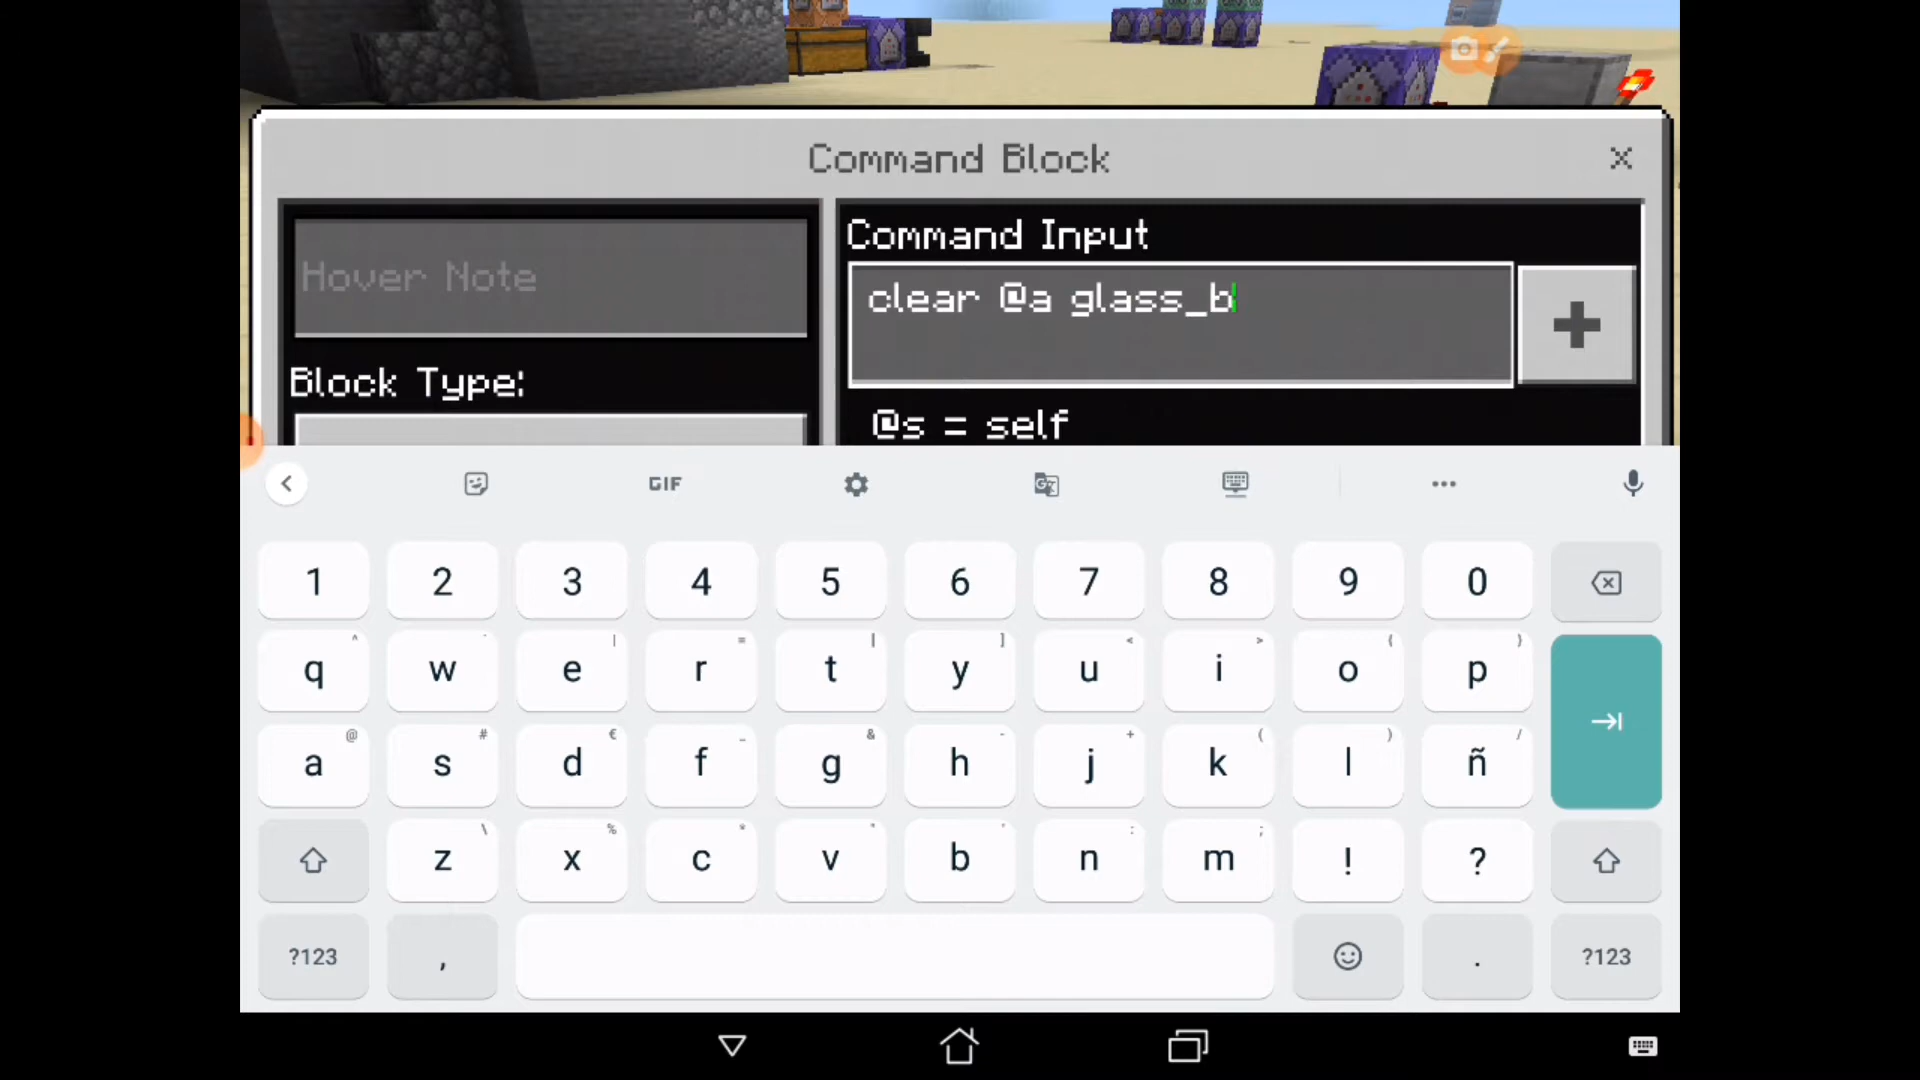 Command Block
Hover Note
Block Type:
Command Input
clear @a glass_b
@s = self
GIF
1 2 3 4 5 6 7 8 9 0
q w e r t y u i o p
a s d f g h j k l ñ
z x c v b n m ! ?
?123 , . ?123